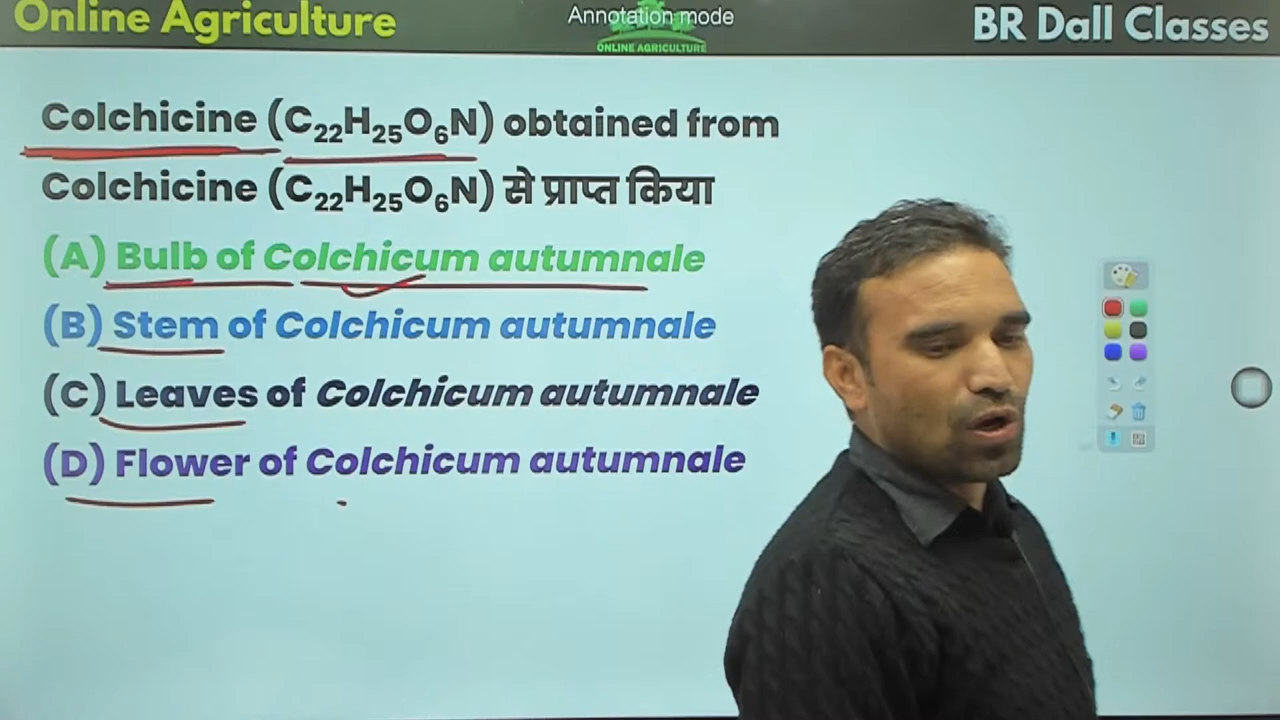 Online Agriculture
Annotation mode
ONLINE AGRICULTURE
BR Dall Classes
Colchicine (C₂₂H₂₅O₆N) obtained from
Colchicine (C₂₂H₂₅O₆N) से प्राप्त किया
(A) Bulb of Colchicum autumnale
(B) Stem of Colchicum autumnale
(C) Leaves of Colchicum autumnale
(D) Flower of Colchicum autumnale